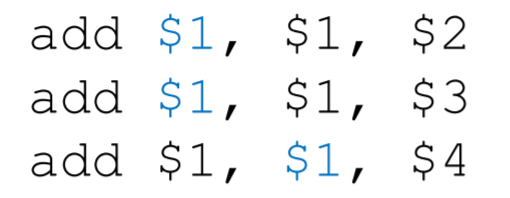 add $1, $1, $2
add $1, $1, $3
add $1, $1, $4